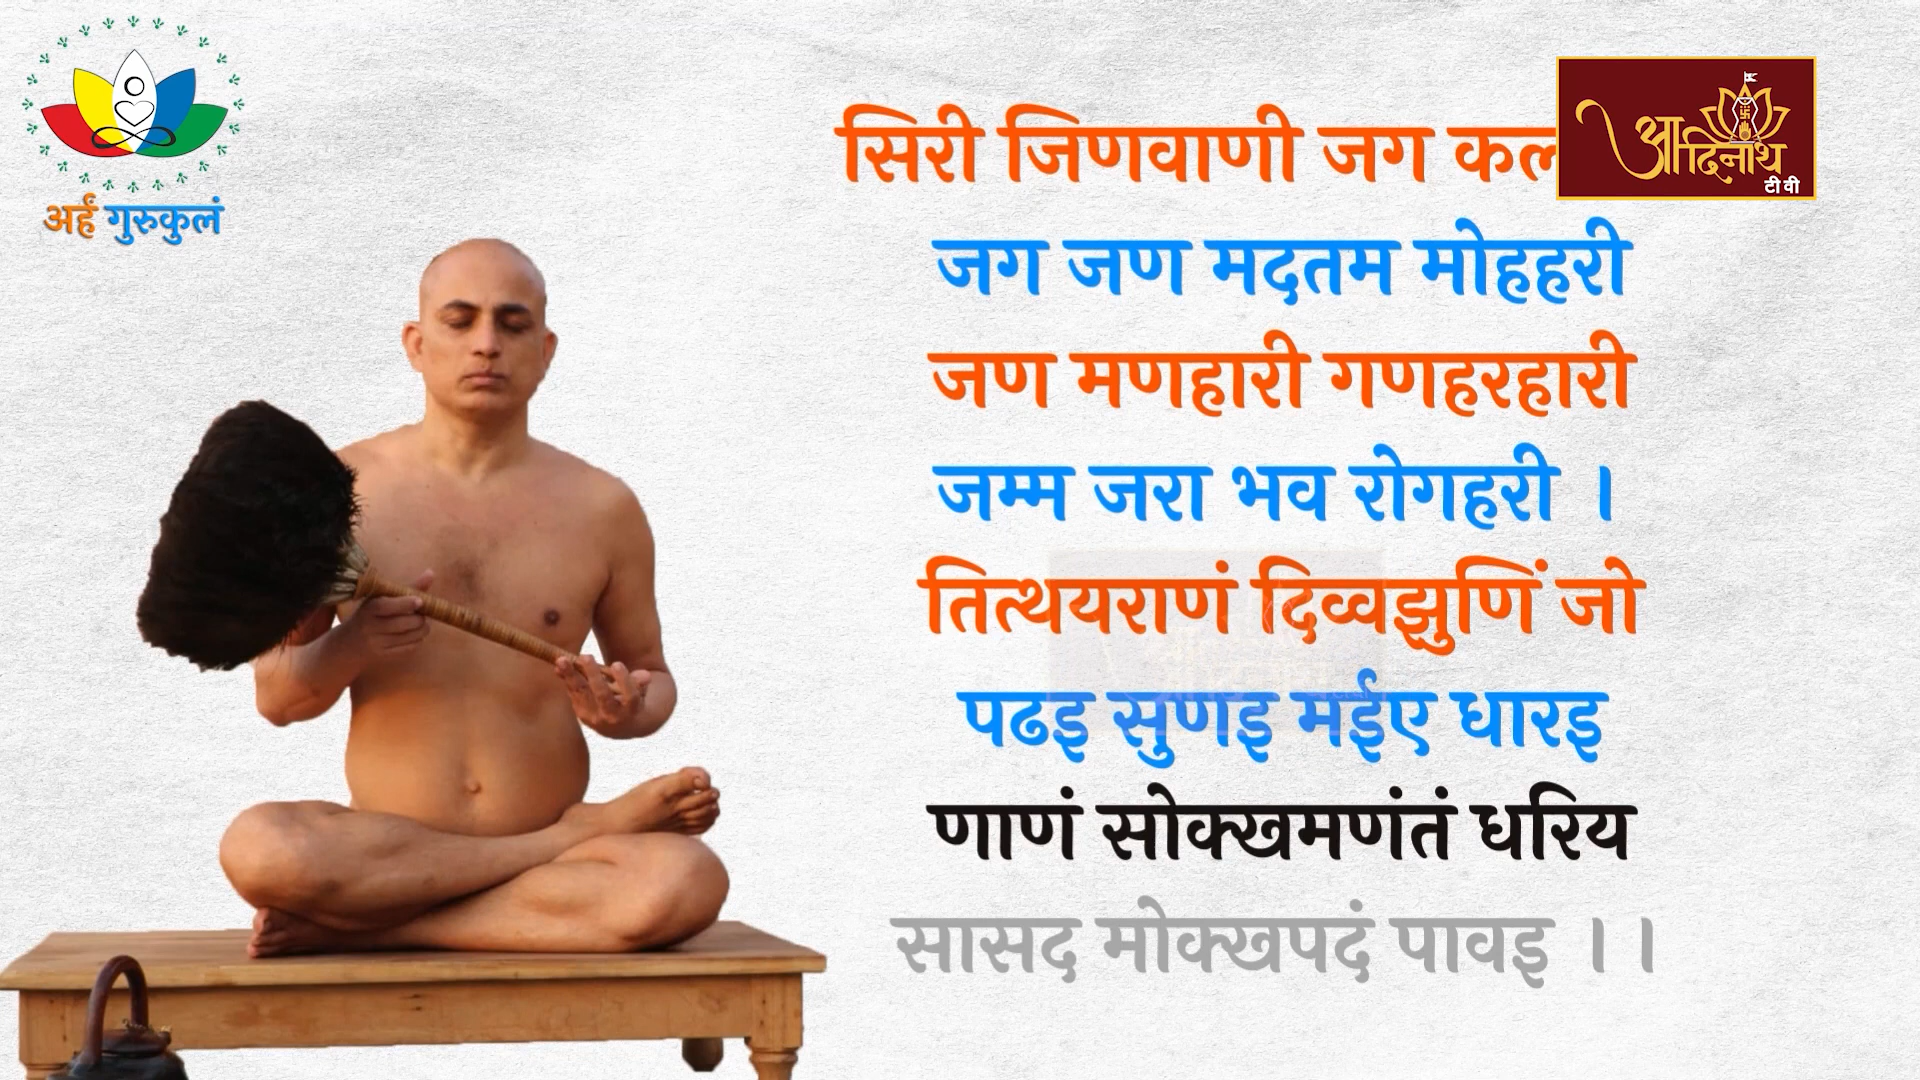 अर्हं गुरुकुलं
सिरी जिणवाणी जग
आदिनाथ
टीवी
जग जण मदतम मोहहरी
जण मणहारी गणहरहारी
जम्म जरा भव रोगहरी ।
तित्थयराणं दिव्वझुणिं जो
पढइ सुणइ मईए धारइ
णाणं सोक्खमणंतं धरिय
सासद मोक्खपदं पावइ ।।